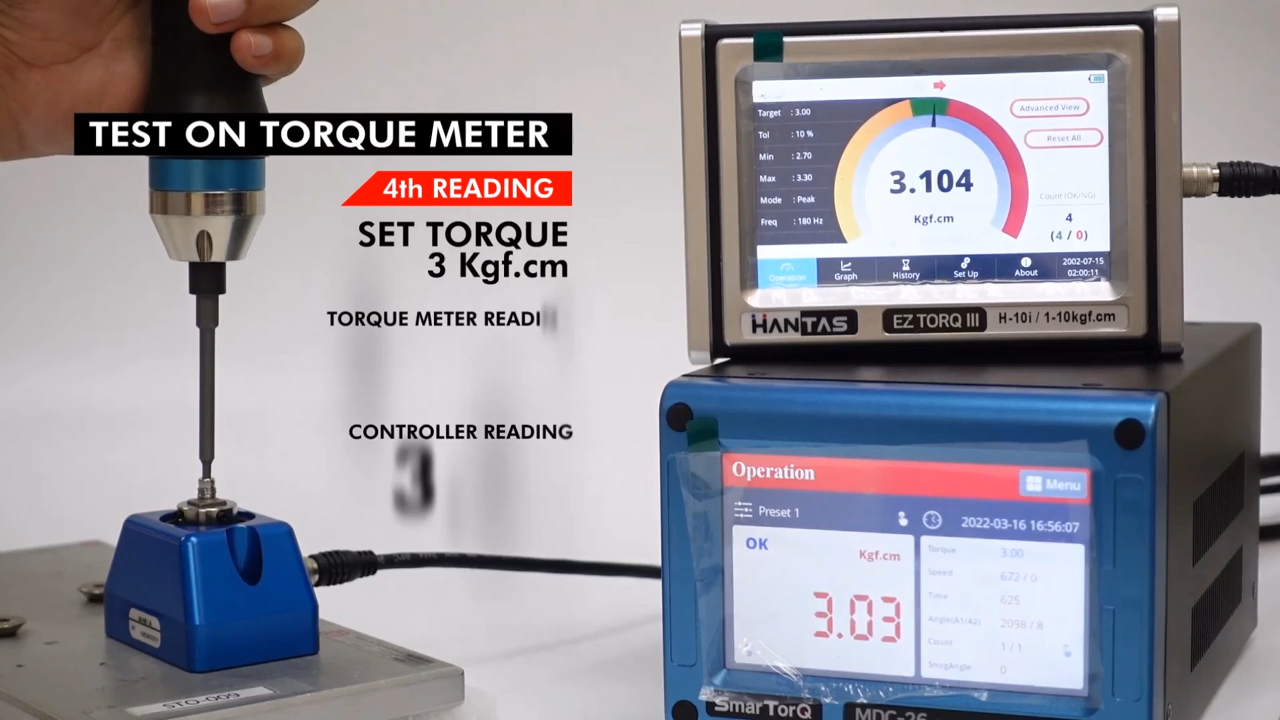 TEST ON TORQUE METER
4th READING
SET TORQUE
3 Kgf.cm
TORQUE METER READI
CONTROLLER READING
3
Target : 3.00
Tol : 10 %
Min : 2.70
Max : 3.30
Mode : Peak
Freq : 180 Hz
3.104
Kgf.cm
Advanced View
Reset All
Count (OK/NG)
4
(4 / 0)
Operation
Graph
History
Set Up
About
2002-07-15
02:00:11
HANTAS
EZ TORQ III
H-10i / 1-10kgf.cm
Operation
Menu
Preset 1
2022-03-16 16:56:07
OK
Kgf.cm
3.03
Torque 3.00
Speed 672 / 0
Time 625
Angle(A1/A2) 2098 / 8
Count 1 / 1
SnugAngle 0
SmarTorQ
MDC-26
STO-009